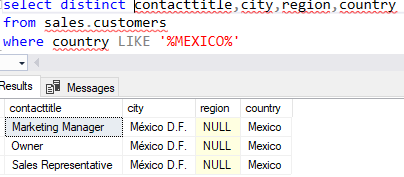 select distinct contacttitle,city,region,country
from sales.customers
where country LIKE '%MEXICO%'
Results Messages
contacttitle city region country
Marketing Manager México D.F. NULL Mexico
Owner México D.F. NULL Mexico
Sales Representative México D.F. NULL Mexico